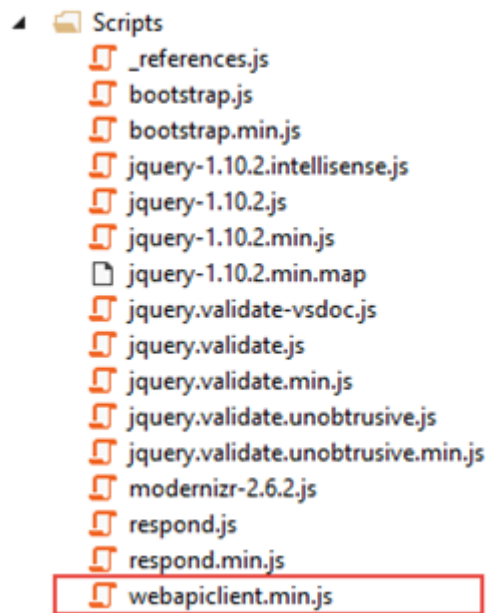 Scripts
_references.js
bootstrap.js
bootstrap.min.js
jquery-1.10.2.intellisense.js
jquery-1.10.2.js
jquery-1.10.2.min.js
jquery-1.10.2.min.map
jquery.validate-vsdoc.js
jquery.validate.js
jquery.validate.min.js
jquery.validate.unobtrusive.js
jquery.validate.unobtrusive.min.js
modernizr-2.6.2.js
respond.js
respond.min.js
webapiclient.min.js